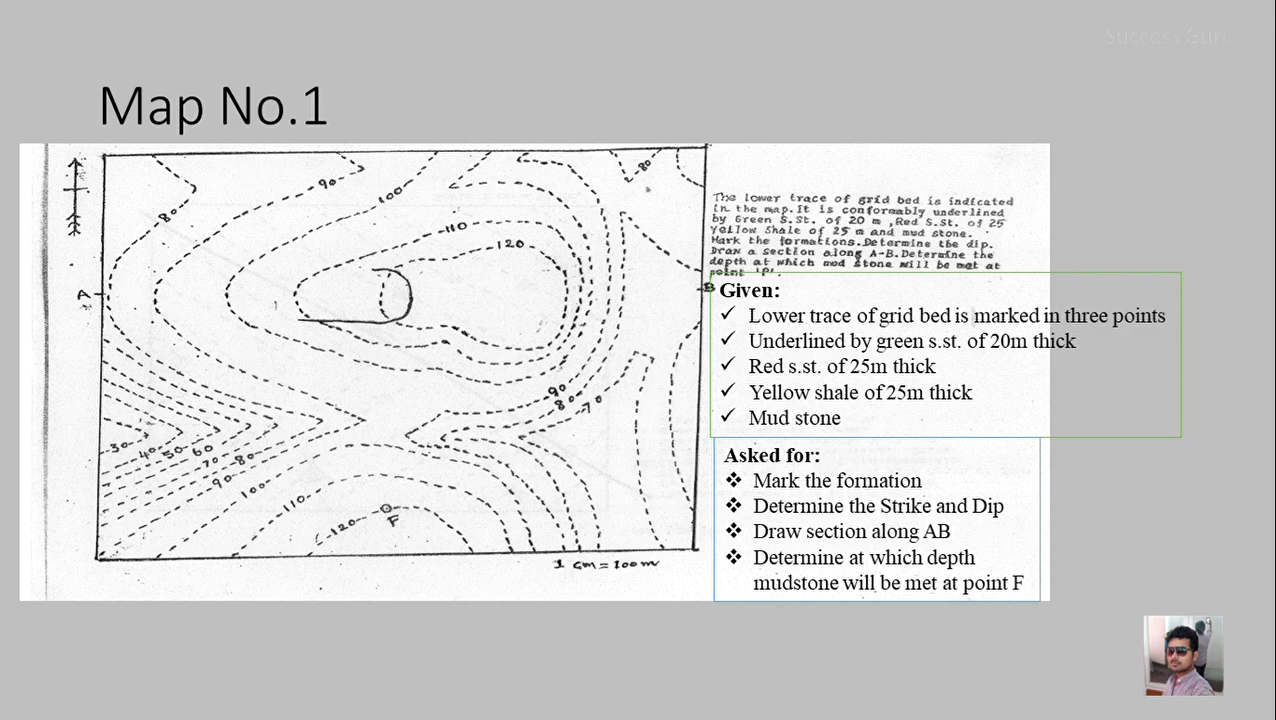 Success Guru
Map No.1
The lower trace of grid bed is indicated
in the map.It is conformably underlined
by Green S.St. of 20 m ,Red S.St. of 25
Yellow Shale of 25 m and mud stone.
Mark the formations.Determine the dip.
Draw a section along A-B.Determine the
depth at which mod stone will be met at
point 'F'.
Given:
✓ Lower trace of grid bed is marked in three points
✓ Underlined by green s.st. of 20m thick
✓ Red s.st. of 25m thick
✓ Yellow shale of 25m thick
✓ Mud stone
Asked for:
❖ Mark the formation
❖ Determine the Strike and Dip
❖ Draw section along AB
❖ Determine at which depth
mudstone will be met at point F
80
90
100
80
110
120
A
B
90
80
70
30
40
50
60
70
80
90
100
110
120
F
1 cm = 100 m